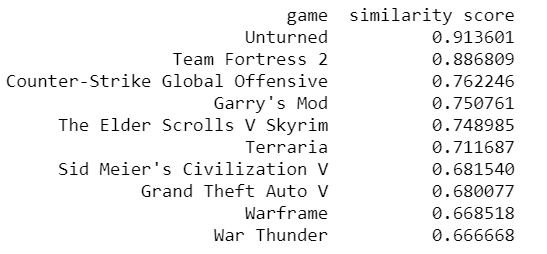 game similarity score
Unturned 0.913601
Team Fortress 2 0.886809
Counter-Strike Global Offensive 0.762246
Garry's Mod 0.750761
The Elder Scrolls V Skyrim 0.748985
Terraria 0.711687
Sid Meier's Civilization V 0.681540
Grand Theft Auto V 0.680077
Warframe 0.668518
War Thunder 0.666668